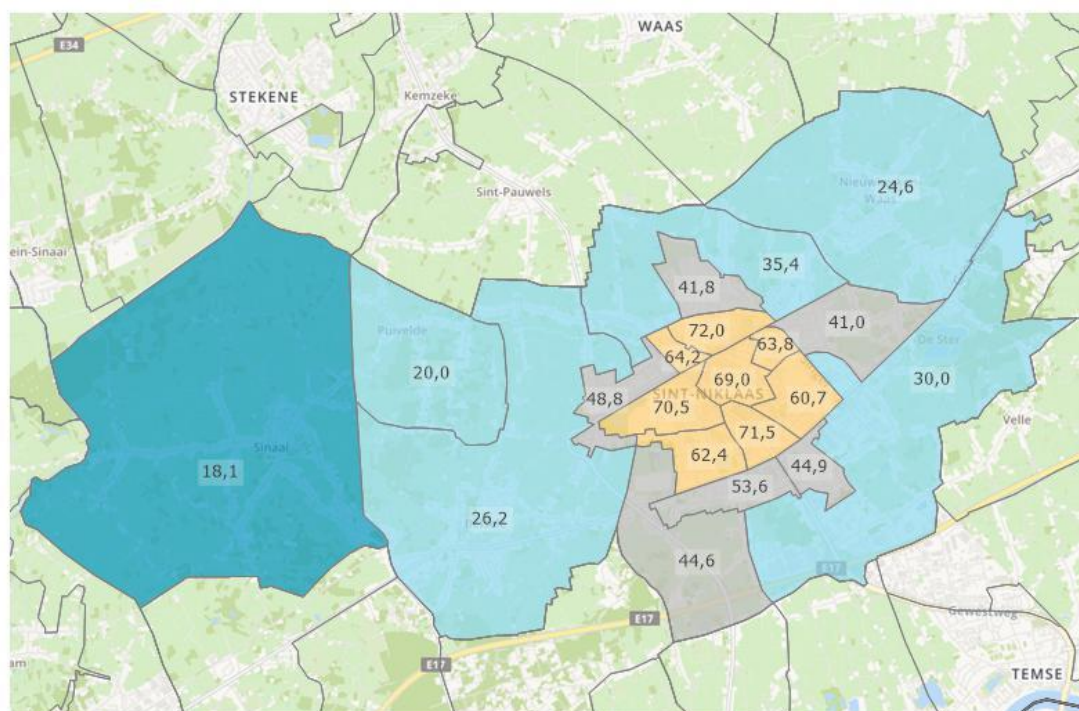 WAAS
E34
STEKENE
Kemzeke
Sint-Pauwels
24,6
ein-Sinaai
35,4
41,8
41,0
Puivelde
72,0
63,8
De Ster
64,2
20,0
69,0
30,0
48,8
SINT-NIKLAAS
60,7
70,5
Velle
71,5
Sinaai
62,4
44,9
18,1
53,6
26,2
44,6
E17
Gewestweg
E17
E17
am
TEMSE